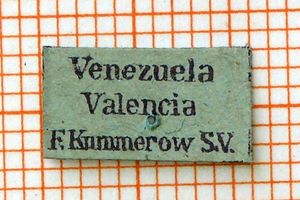 Venezuela
Valencia
F. Kummerow S.V.